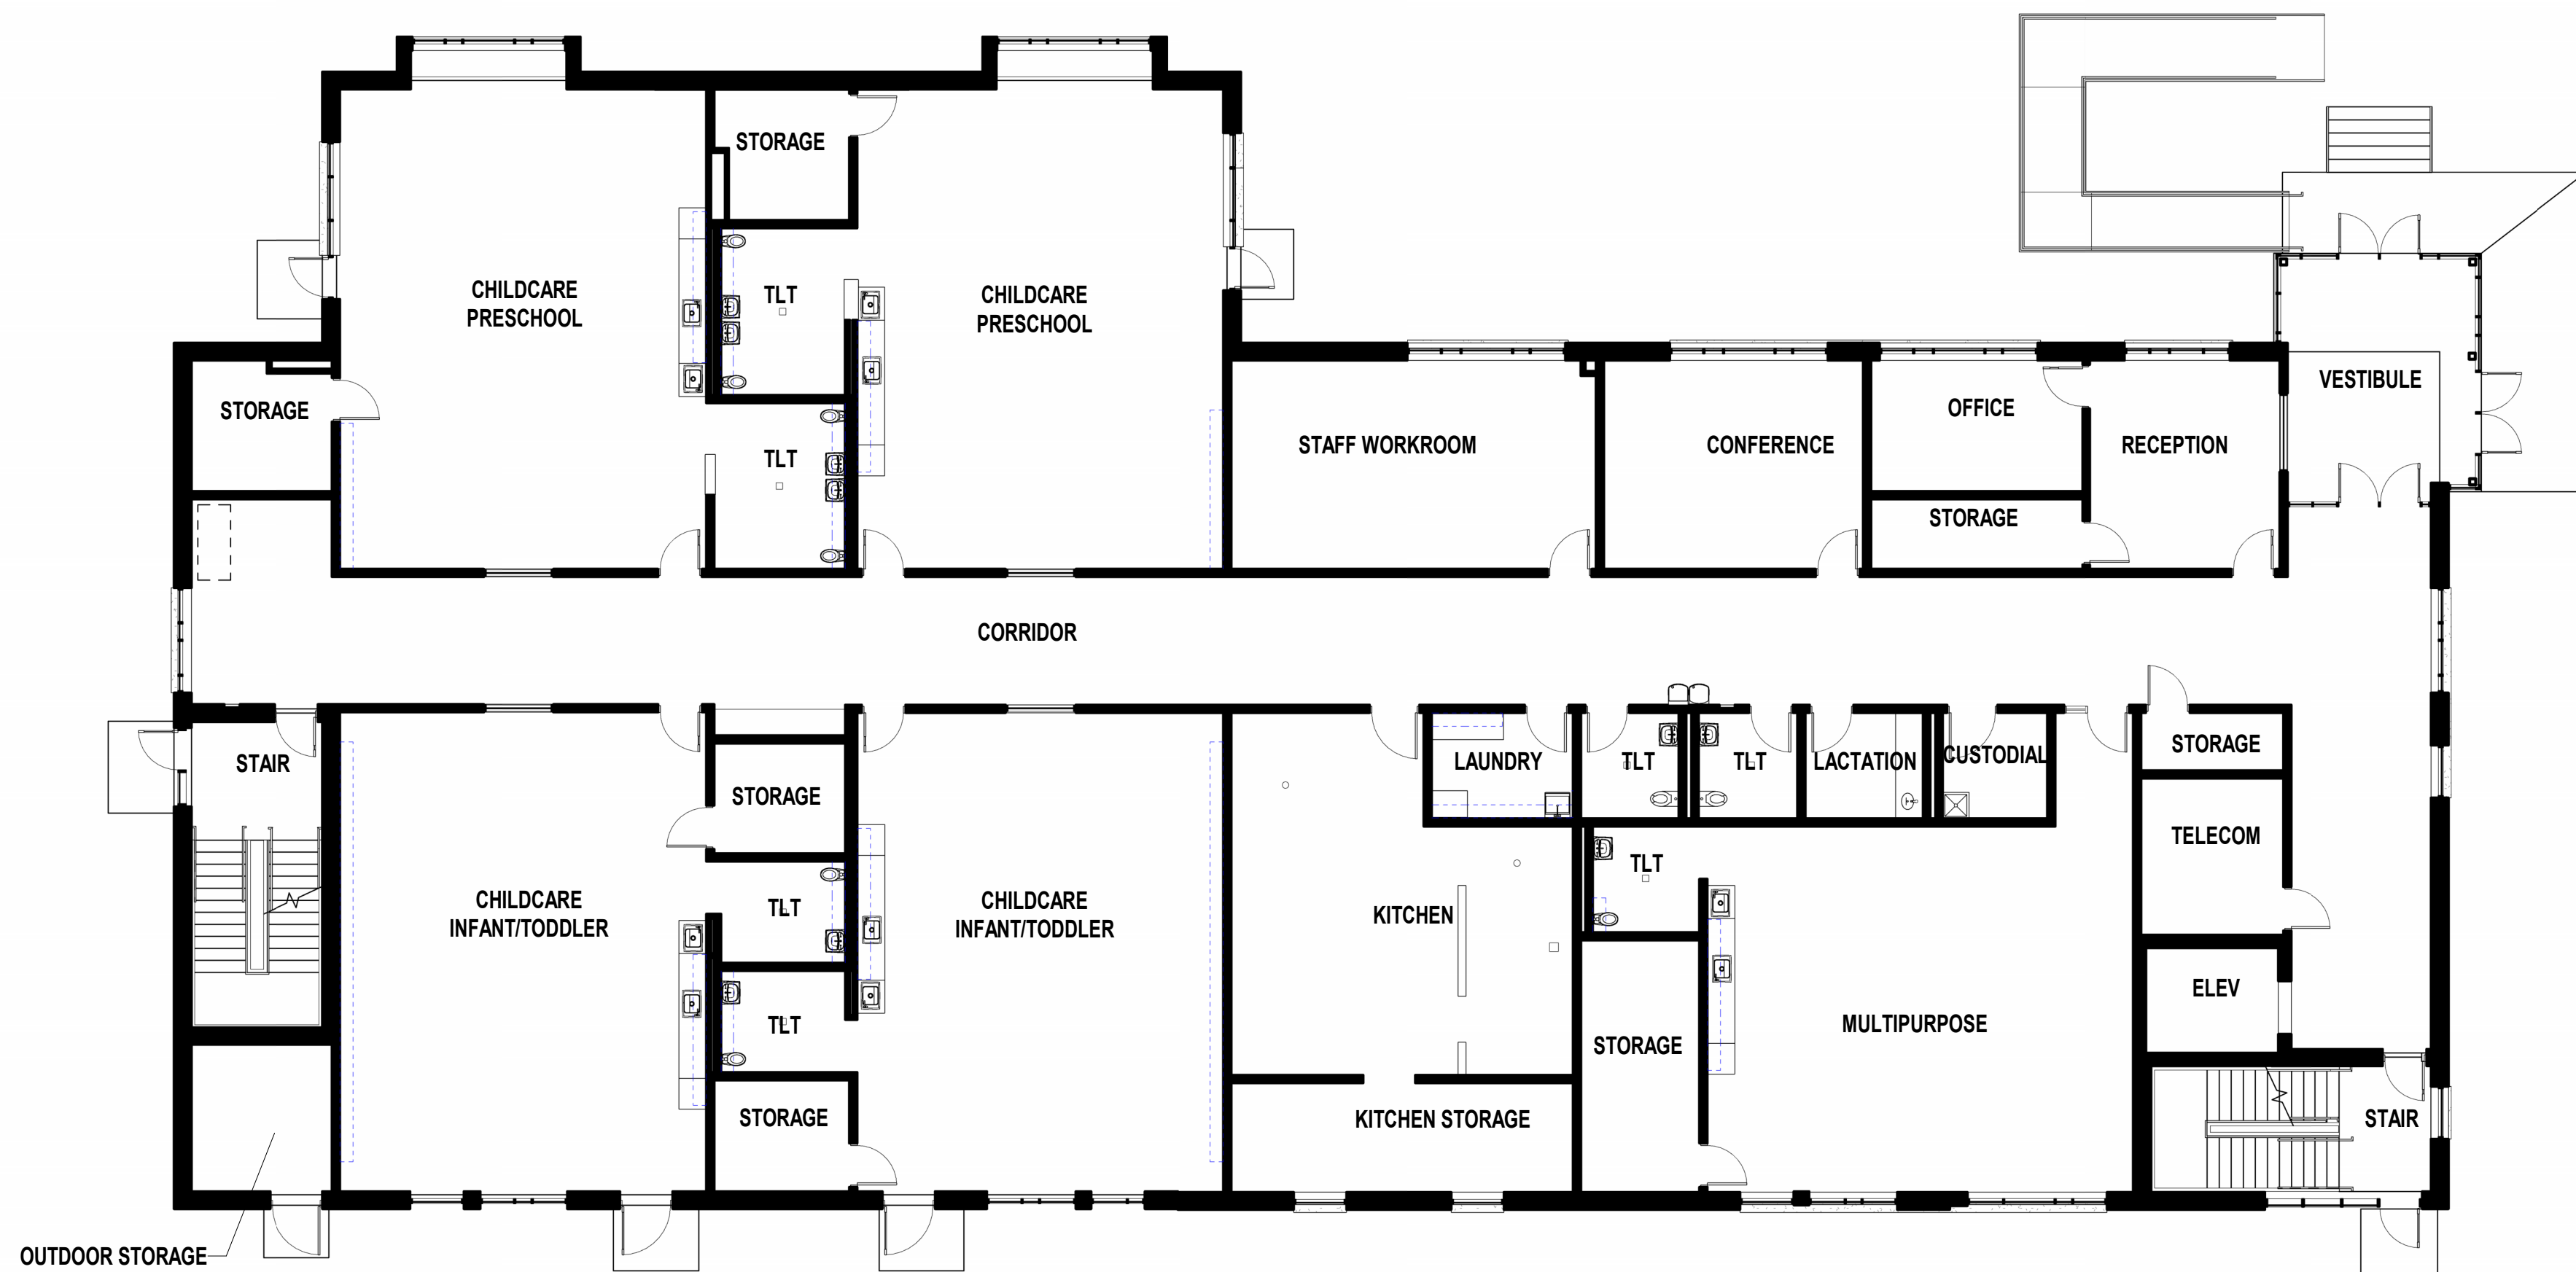 STORAGE
CHILDCARE
PRESCHOOL
TLT
CHILDCARE
PRESCHOOL
STORAGE
TLT
STAFF WORKROOM
CONFERENCE
OFFICE
STORAGE
RECEPTION
VESTIBULE
CORRIDOR
STAIR
STORAGE
LAUNDRY
TLT
TLT
LACTATION
CUSTODIAL
STORAGE
TELECOM
CHILDCARE
INFANT/TODDLER
TLT
CHILDCARE
INFANT/TODDLER
KITCHEN
TLT
ELEV
TLT
STORAGE
MULTIPURPOSE
STORAGE
KITCHEN STORAGE
STAIR
OUTDOOR STORAGE